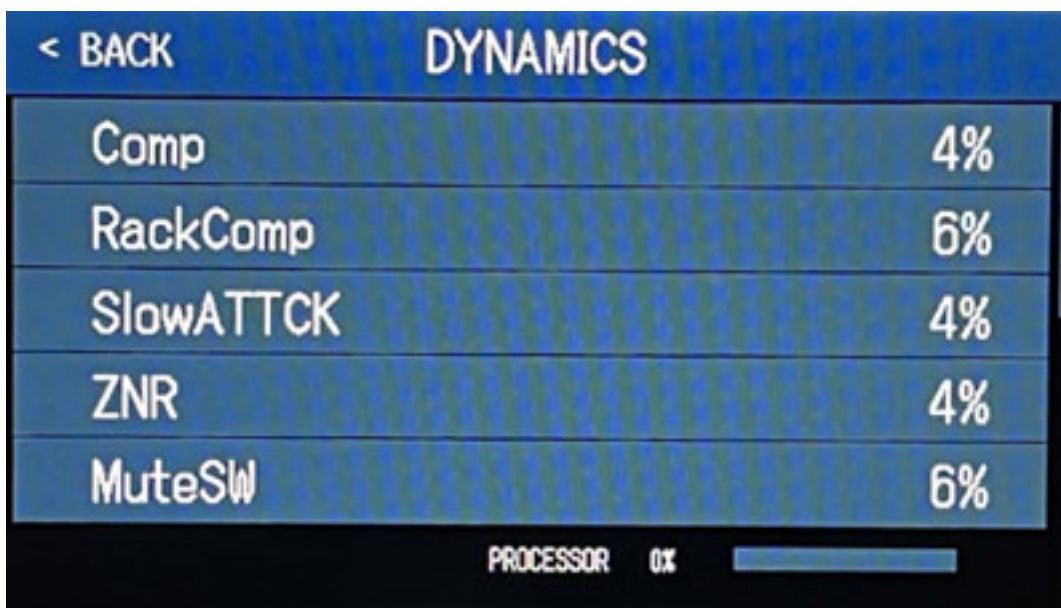 < BACK DYNAMICS
Comp 4%
RackComp 6%
SlowATTCK 4%
ZNR 4%
MuteSW 6%
PROCESSOR 0%